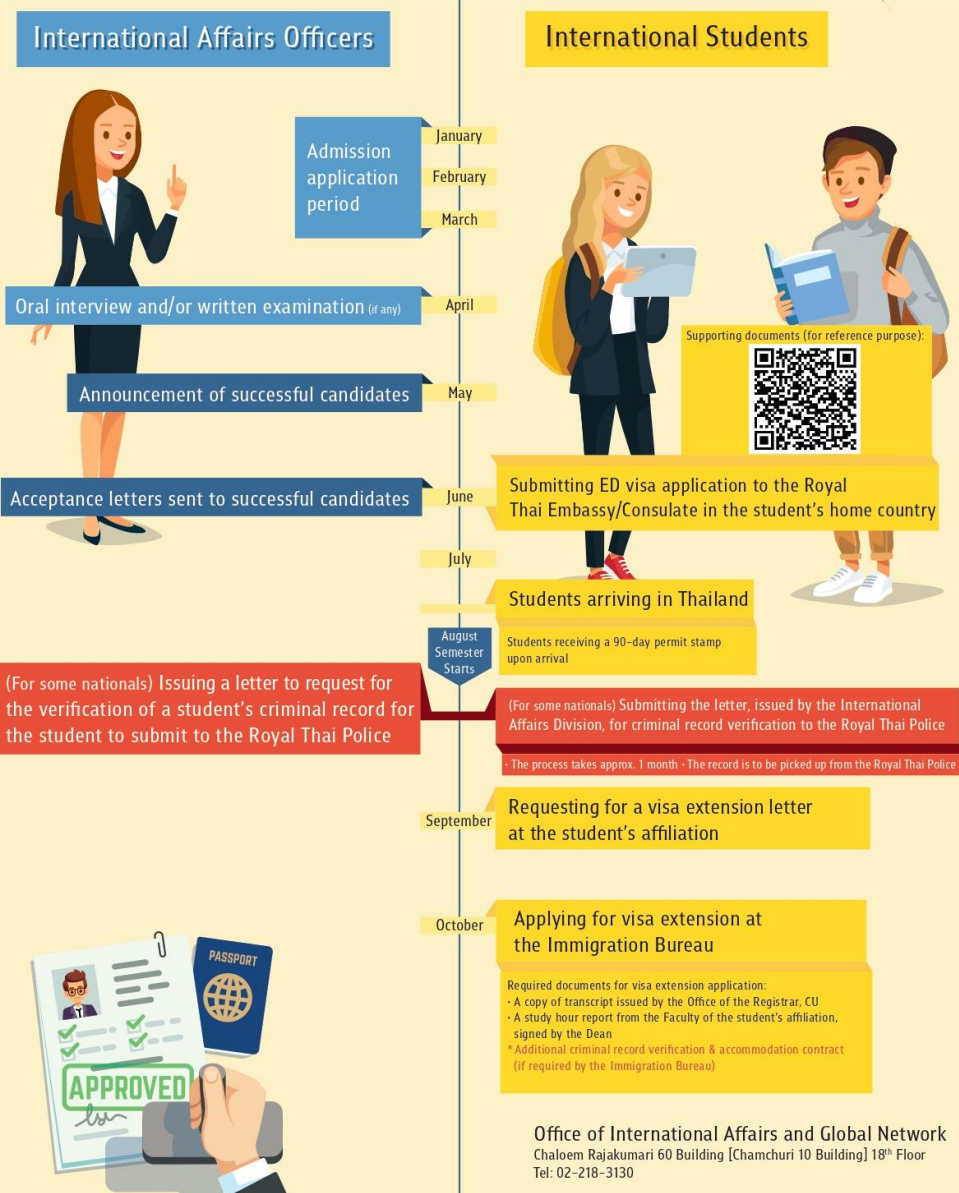 International Affairs Officers
International Students
Admission
application
period
January
February
March
Oral interview and/or written examination (if any)
April
Supporting documents (for reference purpose):
Announcement of successful candidates
May
Acceptance letters sent to successful candidates
June
Submitting ED visa application to the Royal
Thai Embassy/Consulate in the student's home country
July
Students arriving in Thailand
Students receiving a 90-day permit stamp
upon arrival
August
Semester
Starts
(For some nationals) Issuing a letter to request for
the verification of a student's criminal record for
the student to submit to the Royal Thai Police
(For some nationals) Submitting the letter, issued by the International
Affairs Division, for criminal record verification to the Royal Thai Police
· The process takes approx. 1 month · The record is to be picked up from the Royal Thai Police
September
Requesting for a visa extension letter
at the student's affiliation
October
Applying for visa extension at
the Immigration Bureau
Required documents for visa extension application:
· A copy of transcript issued by the Office of the Registrar, CU
· A study hour report from the Faculty of the student's affiliation,
signed by the Dean
* Additional criminal record verification & accommodation contract
(if required by the Immigration Bureau)
PASSPORT
APPROVED
Office of International Affairs and Global Network
Chaloem Rajakumari 60 Building [Chamchuri 10 Building] 18th Floor
Tel: 02-218-3130